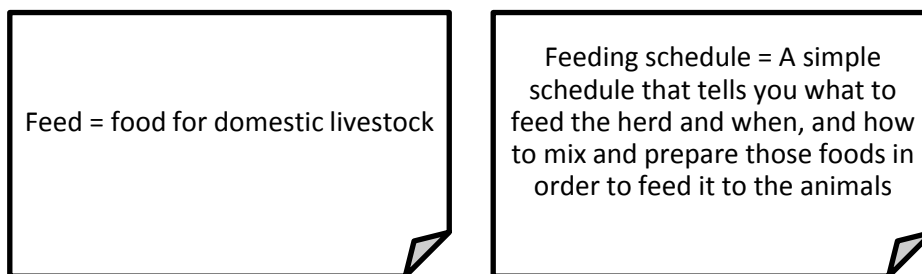 Feed = food for domestic livestock
Feeding schedule = A simple
schedule that tells you what to
feed the herd and when, and how
to mix and prepare those foods in
order to feed it to the animals